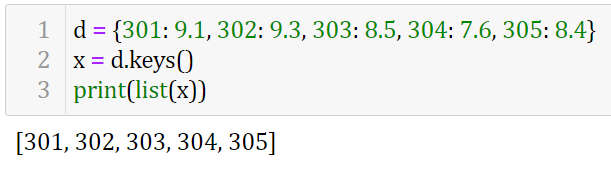 1 d = {301: 9.1, 302: 9.3, 303: 8.5, 304: 7.6, 305: 8.4}
2 x = d.keys()
3 print(list(x))
[301, 302, 303, 304, 305]